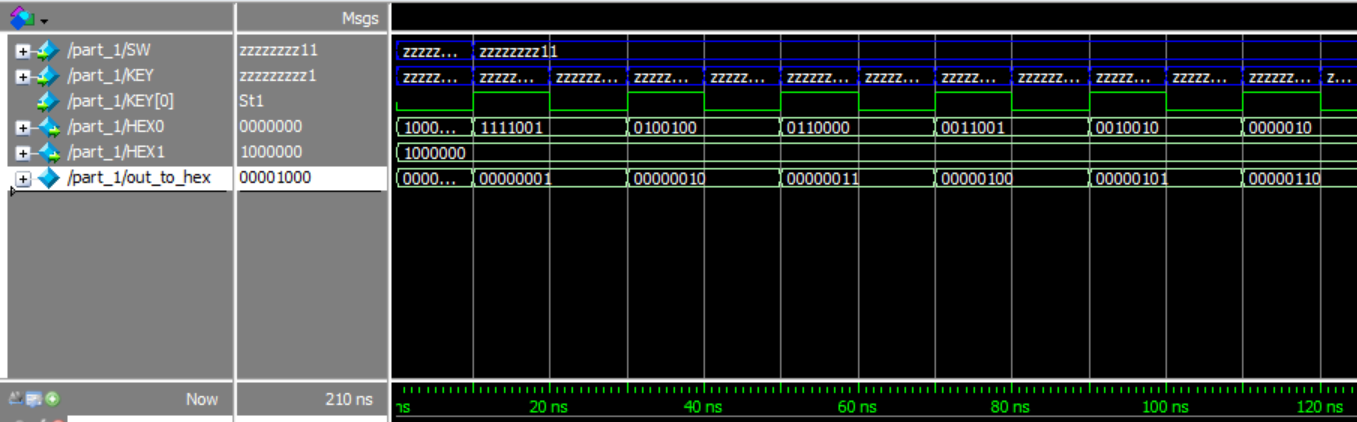 Msgs
/part_1/SW zzzzzzzz11 zzzzz... zzzzzzzz11
/part_1/KEY zzzzzzzzz1 zzzzz... zzzzz... zzzzzz... zzzzz... zzzzz... zzzzzz... zzzzz... zzzzz... zzzzzz... zzzzz... zzzzz... zzzzzz... z...
/part_1/KEY[0] St1
/part_1/HEX0 0000000 1000... 1111001 0100100 0110000 0011001 0010010 0000010
/part_1/HEX1 1000000 1000000
/part_1/out_to_hex 00001000 0000... 00000001 00000010 00000011 00000100 00000101 00000110
Now 210 ns ns 20 ns 40 ns 60 ns 80 ns 100 ns 120 ns